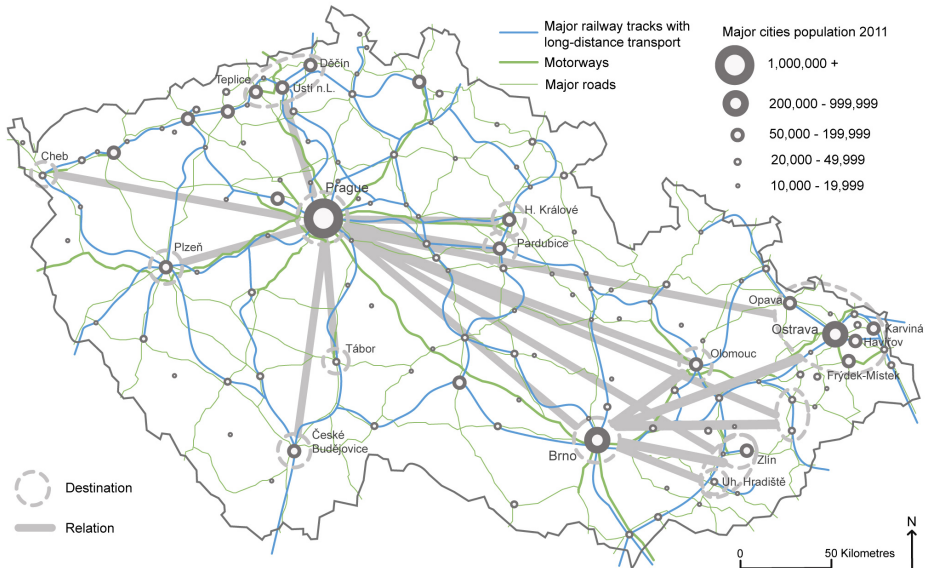 Major railway tracks with
long-distance transport
Motorways
Major roads
Major cities population 2011
1,000,000 +
200,000 - 999,999
50,000 - 199,999
20,000 - 49,999
10,000 - 19,999
Děčín
Teplice
Ústí n.L.
Cheb
Prague
H. Králové
Plzeň
Pardubice
Opava
Ostrava
Karviná
Havířov
Olomouc
Tábor
Frýdek-Místek
České
Budějovice
Brno
Zlín
Uh. Hradiště
Destination
Relation
N
0
50 Kilometres